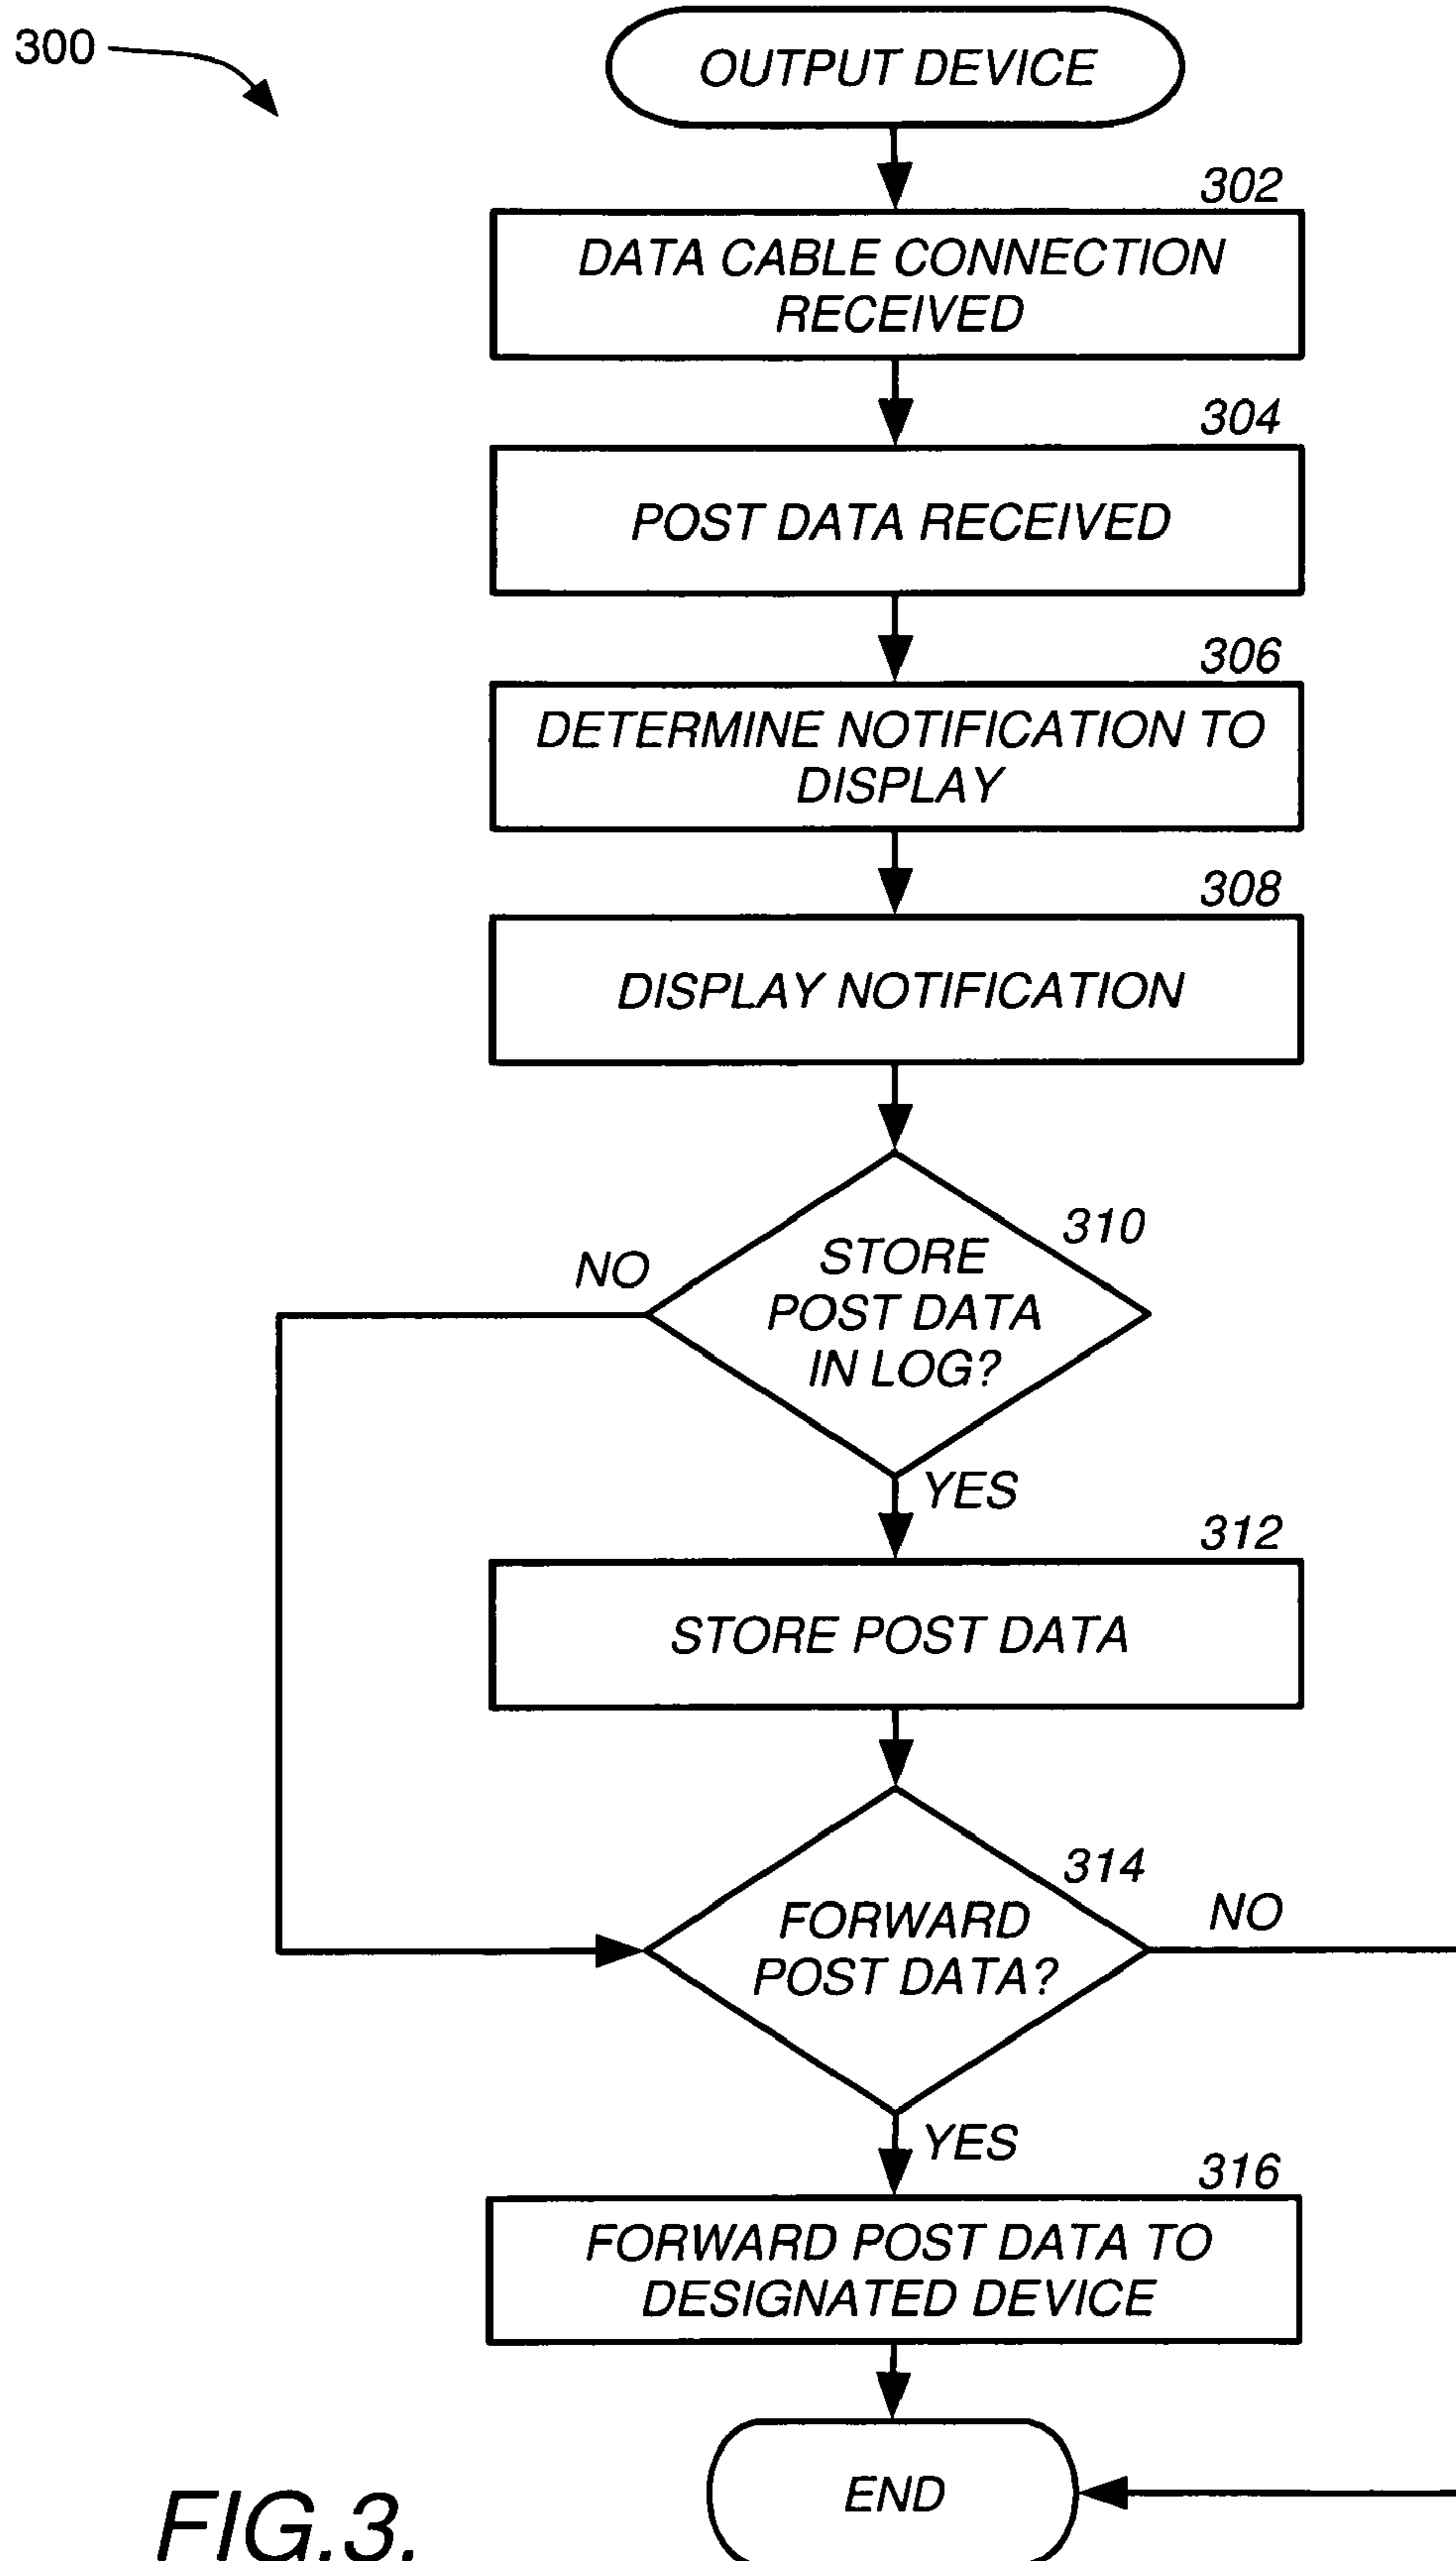 300
OUTPUT DEVICE
302
DATA CABLE CONNECTION
RECEIVED
304
POST DATA RECEIVED
306
DETERMINE NOTIFICATION TO
DISPLAY
308
DISPLAY NOTIFICATION
310
NO
STORE
POST DATA
IN LOG?
YES
312
STORE POST DATA
314
NO
FORWARD
POST DATA?
YES
316
FORWARD POST DATA TO
DESIGNATED DEVICE
END
FIG.3.